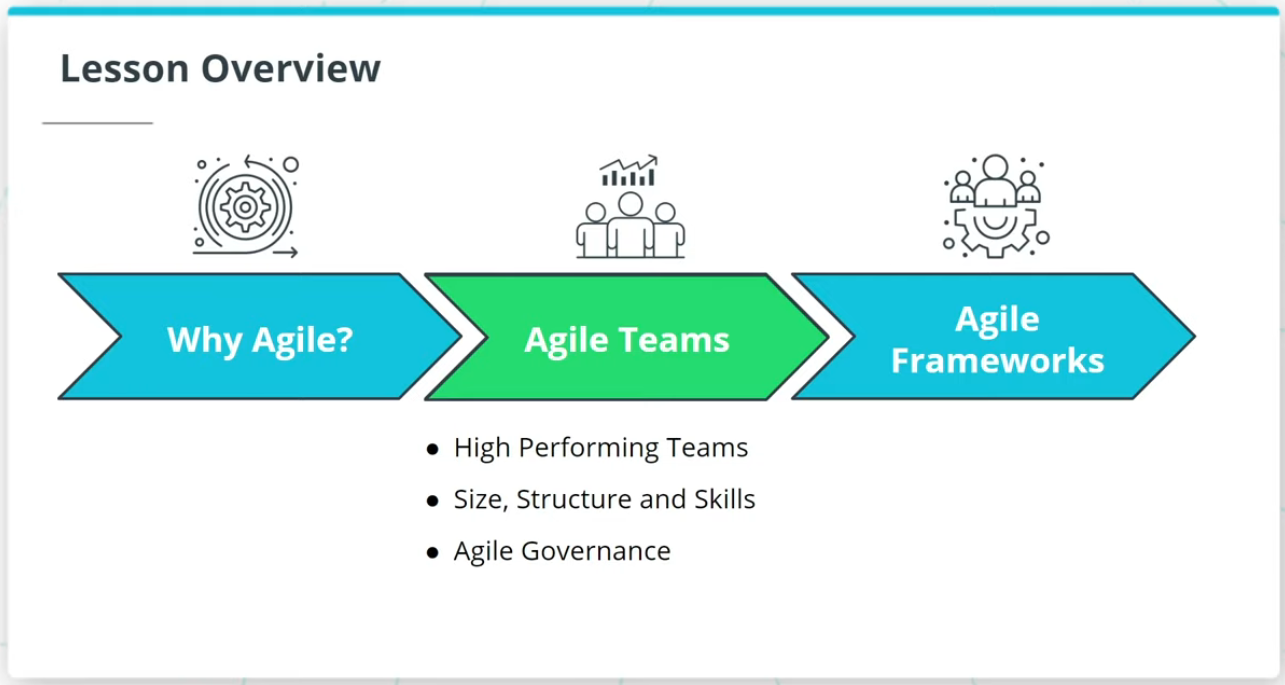 Lesson Overview
Why Agile?
Agile Teams
Agile
Frameworks
● High Performing Teams
● Size, Structure and Skills
● Agile Governance